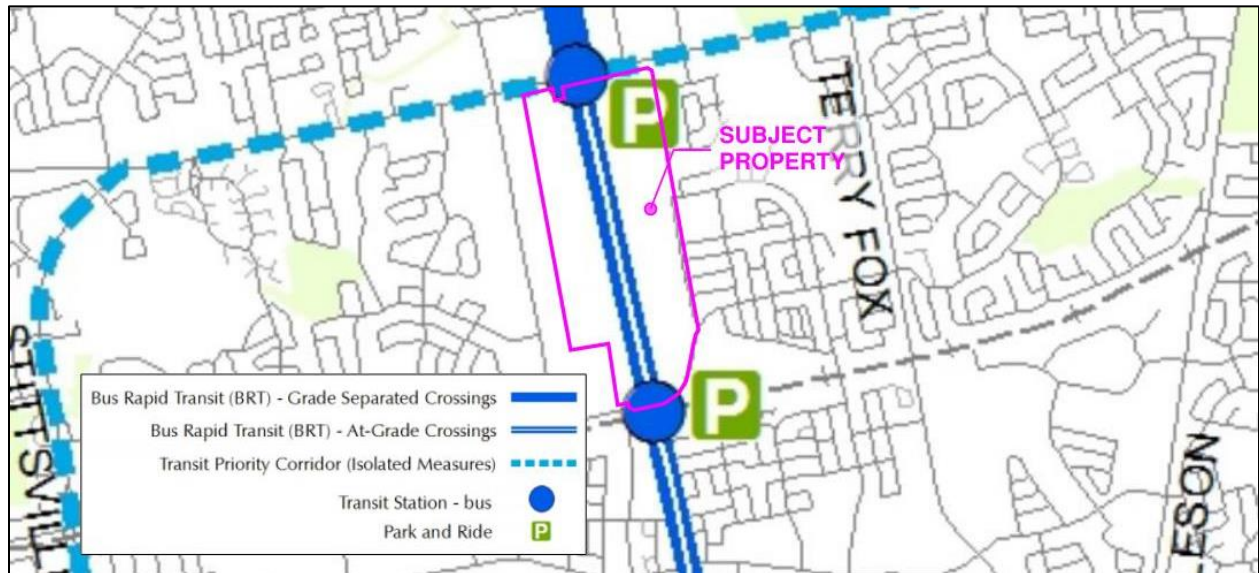 P
SUBJECT
PROPERTY
TERRY FOX
P
STITTSVILL
Bus Rapid Transit (BRT) - Grade Separated Crossings
Bus Rapid Transit (BRT) - At-Grade Crossings
Transit Priority Corridor (Isolated Measures)
Transit Station - bus
Park and Ride P